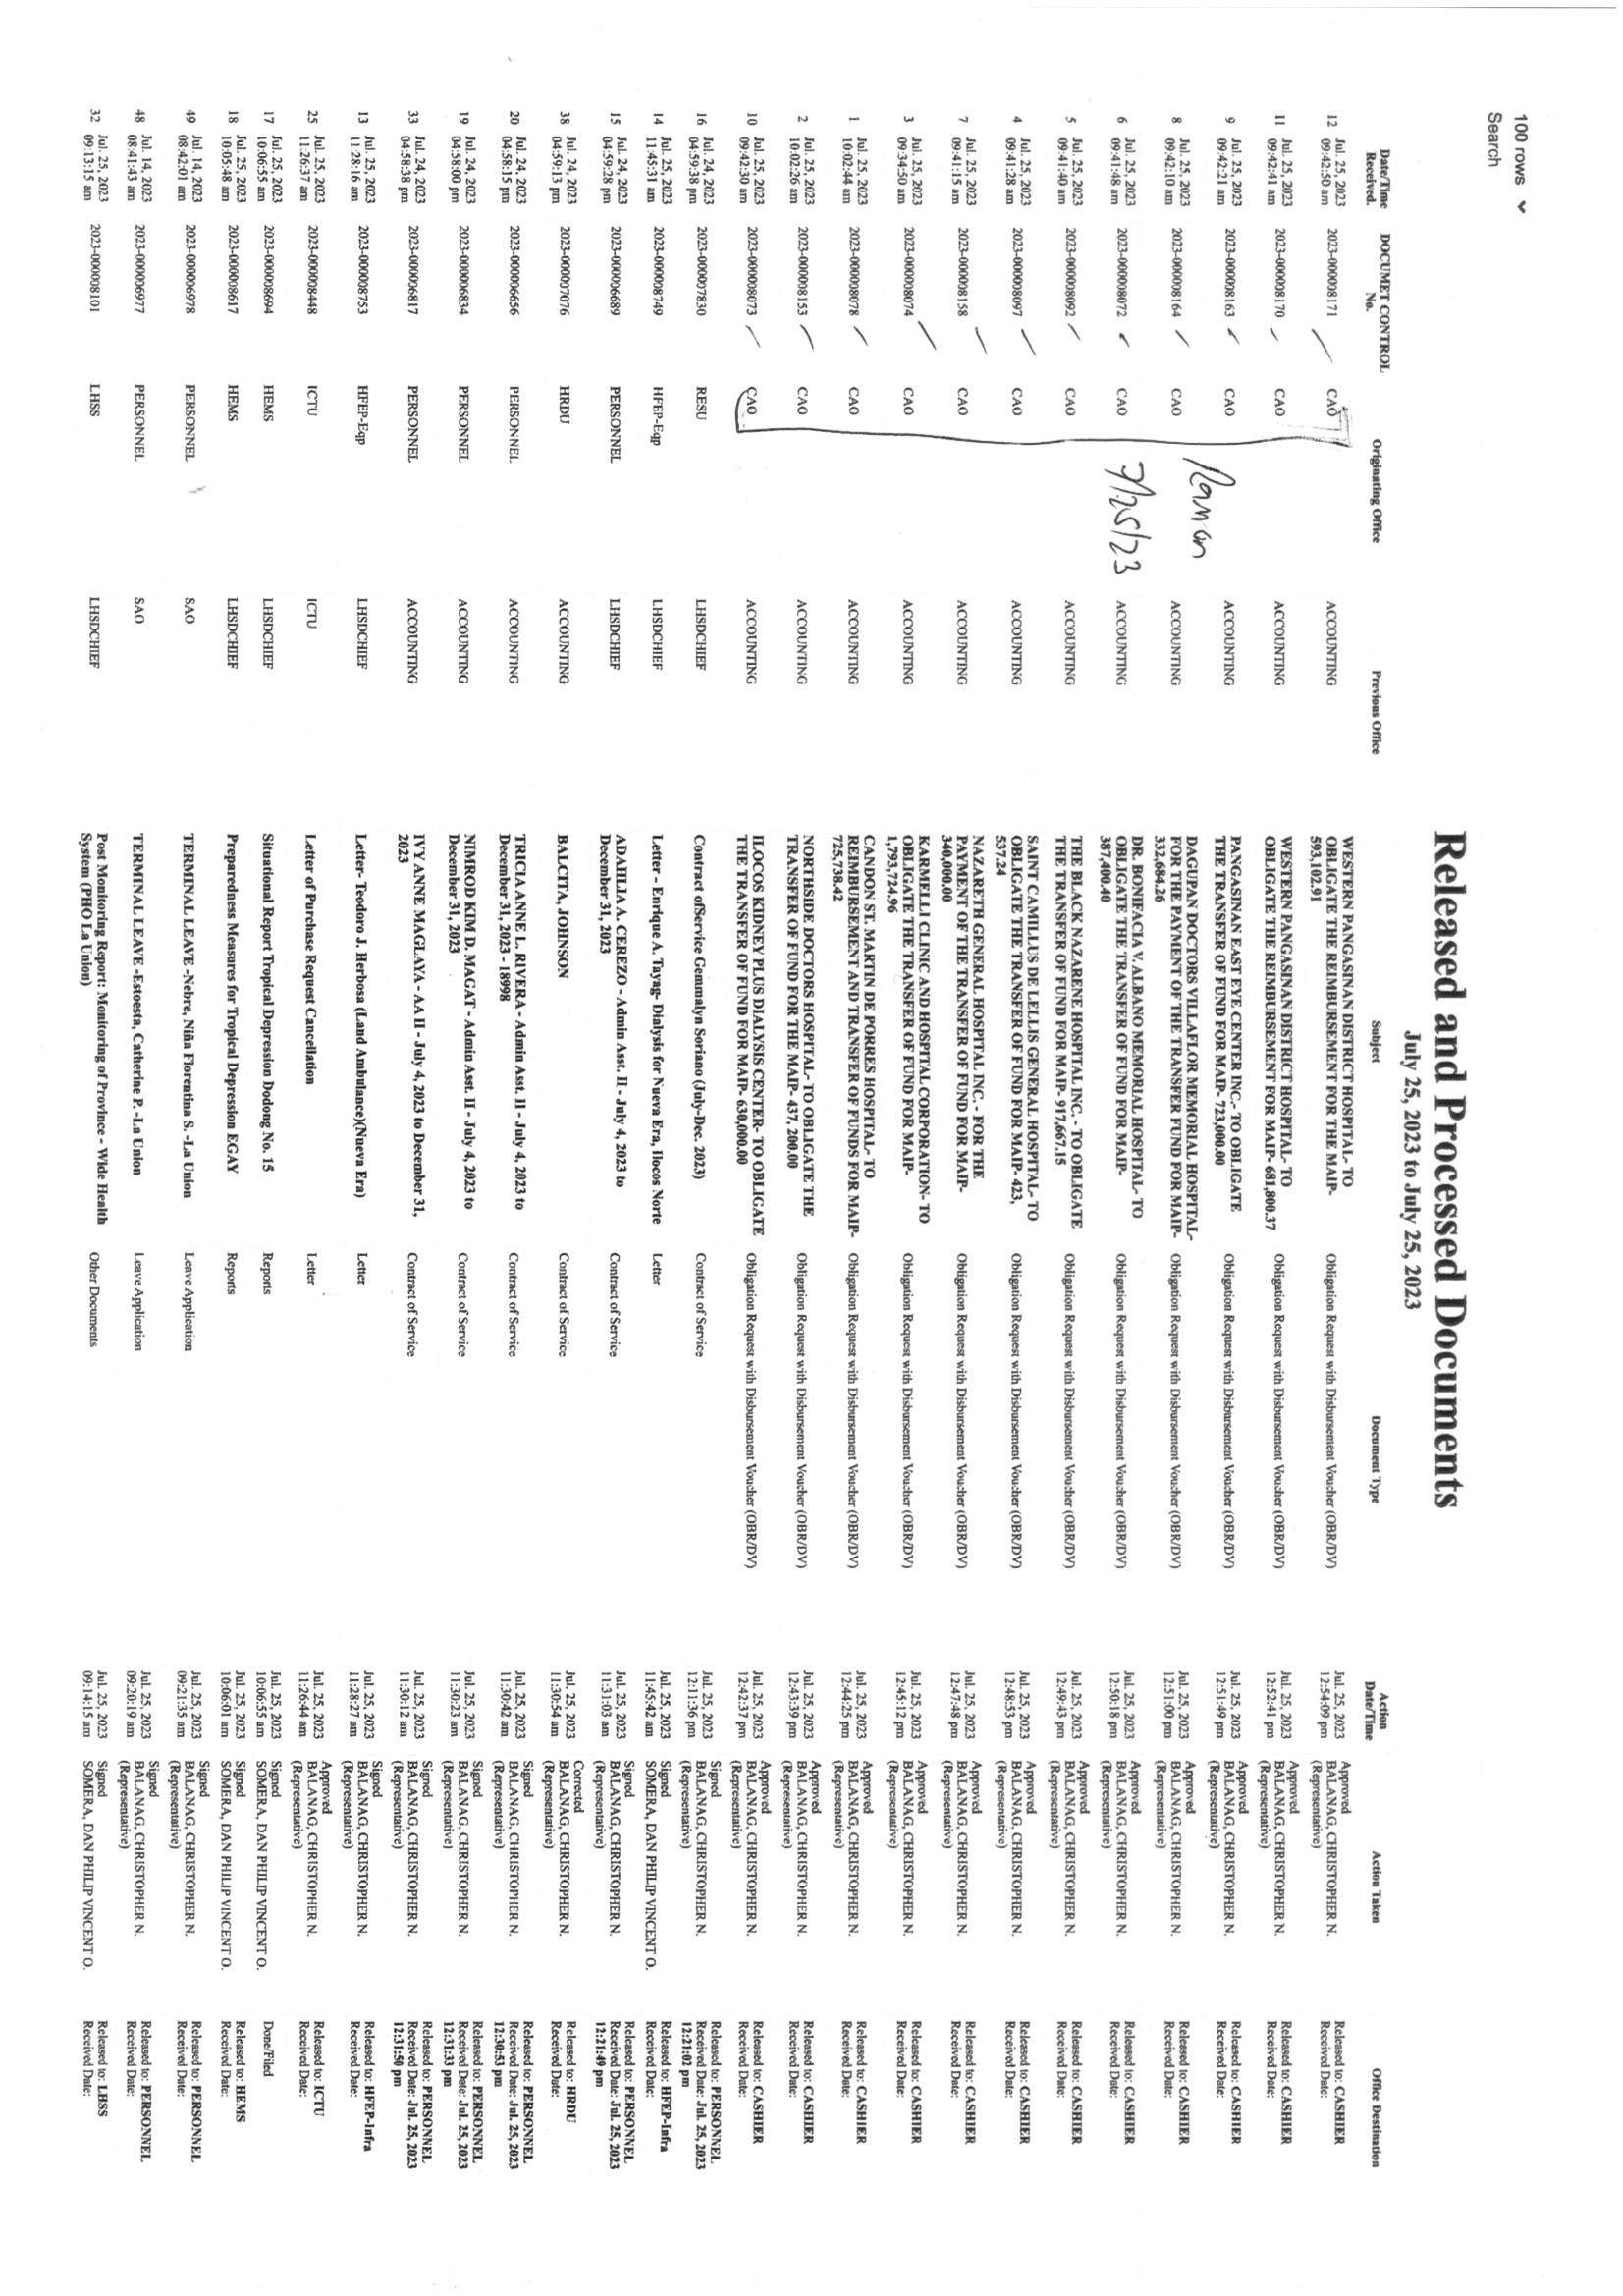 100 rows
Search
Released and Processed Documents
July 25, 2023 to July 25, 2023
Date/Time Received. DOCUMET CONTROL No. Originating Office Previous Office Subject Document Type Action Date/Time Action Taken Office Destination
12 Jul. 25, 2023 09:42:50 am 2023-000008171 CAO ACCOUNTING WESTERN PANGASINAN DISTRICT HOSPITAL- TO OBLIGATE THE REIMBURSEMENT FOR THE MAIP- 593,102.91 Obligation Request with Disbursement Voucher (OBR/DV) Jul. 25, 2023 12:54:09 pm Approved BALANAG, CHRISTOPHER N. (Representative) Released to: CASHIER Received Date:
11 Jul. 25, 2023 09:42:41 am 2023-000008170 CAO ACCOUNTING WESTERN PANGASINAN DISTRICT HOSPITAL- TO OBLIGATE THE REIMBURSEMENT FOR MAIP- 681,800.37 Obligation Request with Disbursement Voucher (OBR/DV) Jul. 25, 2023 12:52:41 pm Approved BALANAG, CHRISTOPHER N. (Representative) Released to: CASHIER Received Date:
9 Jul. 25, 2023 09:42:21 am 2023-000008163 CAO ACCOUNTING PANGASINAN EAST EYE CENTER INC.- TO OBLIGATE THE TRANSFER OF FUND FOR MAIP- 723,000.00 Obligation Request with Disbursement Voucher (OBR/DV) Jul. 25, 2023 12:51:49 pm Approved BALANAG, CHRISTOPHER N. (Representative) Released to: CASHIER Received Date:
8 Jul. 25, 2023 09:42:10 am 2023-000008164 CAO ACCOUNTING DAGUPAN DOCTORS VILLAFLOR MEMORIAL HOSPITAL- FOR THE PAYMENT OF THE TRANSFER FUND FOR MAIP- 332,684.26 Obligation Request with Disbursement Voucher (OBR/DV) Jul. 25, 2023 12:51:00 pm Approved BALANAG, CHRISTOPHER N. (Representative) Released to: CASHIER Received Date:
7/25/23
6 Jul. 25, 2023 09:41:48 am 2023-000008072 CAO ACCOUNTING DR. BONIFACIA V. ALBANO MEMORIAL HOSPITAL- TO OBLIGATE THE TRANSFER OF FUND FOR MAIP- 387,400.40 Obligation Request with Disbursement Voucher (OBR/DV) Jul. 25, 2023 12:50:18 pm Approved BALANAG, CHRISTOPHER N. (Representative) Released to: CASHIER Received Date:
5 Jul. 25, 2023 09:41:40 am 2023-000008092 CAO ACCOUNTING THE BLACK NAZARENE HOSPITAL INC. - TO OBLIGATE THE TRANSFER OF FUND FOR MAIP- 917,667.15 Obligation Request with Disbursement Voucher (OBR/DV) Jul. 25, 2023 12:49:43 pm Approved BALANAG, CHRISTOPHER N. (Representative) Released to: CASHIER Received Date:
4 Jul. 25, 2023 09:41:28 am 2023-000008097 CAO ACCOUNTING SAINT CAMILLUS DE LELLIS GENERAL HOSPITAL- TO OBLIGATE THE TRANSFER OF FUND FOR MAIP- 423, 537.24 Obligation Request with Disbursement Voucher (OBR/DV) Jul. 25, 2023 12:48:53 pm Approved BALANAG, CHRISTOPHER N. (Representative) Released to: CASHIER Received Date:
7 Jul. 25, 2023 09:41:15 am 2023-000008158 CAO ACCOUNTING NAZARETH GENERAL HOSPITAL INC. - FOR THE PAYMENT OF THE TRANSFER OF FUND FOR MAIP- 340,000.00 Obligation Request with Disbursement Voucher (OBR/DV) Jul. 25, 2023 12:47:48 pm Approved BALANAG, CHRISTOPHER N. (Representative) Released to: CASHIER Received Date:
3 Jul. 25, 2023 09:34:50 am 2023-000008074 CAO ACCOUNTING KARMELLI CLINIC AND HOSPITAL CORPORATION- TO OBLIGATE THE TRANSFER OF FUND FOR MAIP- 1,793,724.96 Obligation Request with Disbursement Voucher (OBR/DV) Jul. 25, 2023 12:45:12 pm Approved BALANAG, CHRISTOPHER N. (Representative) Released to: CASHIER Received Date:
1 Jul. 25, 2023 10:02:44 am 2023-000008078 CAO ACCOUNTING CANDON ST. MARTIN DE PORRES HOSPITAL- TO REIMBURSEMENT AND TRANSFER OF FUNDS FOR MAIP- 725,738.42 Obligation Request with Disbursement Voucher (OBR/DV) Jul. 25, 2023 12:44:25 pm Approved BALANAG, CHRISTOPHER N. (Representative) Released to: CASHIER Received Date:
2 Jul. 25, 2023 10:02:26 am 2023-000008153 CAO ACCOUNTING NORTHSIDE DOCTORS HOSPITAL- TO OBLIGATE THE TRANSFER OF FUND FOR THE MAIP- 437, 200.00 Obligation Request with Disbursement Voucher (OBR/DV) Jul. 25, 2023 12:43:39 pm Approved BALANAG, CHRISTOPHER N. (Representative) Released to: CASHIER Received Date:
10 Jul. 25, 2023 09:42:30 am 2023-000008073 CAO ACCOUNTING ILOCOS KIDNEY PLUS DIALYSIS CENTER- TO OBLIGATE THE TRANSFER OF FUND FOR MAIP- 630,000.00 Obligation Request with Disbursement Voucher (OBR/DV) Jul. 25, 2023 12:42:37 pm Approved BALANAG, CHRISTOPHER N. (Representative) Released to: CASHIER Received Date:
16 Jul. 24, 2023 04:59:38 pm 2023-000007830 RESU LHSDCHIEF Contract ofService Gemmalyn Soriano (July-Dec. 2023) Contract of Service Jul. 25, 2023 12:11:36 pm Signed BALANAG, CHRISTOPHER N. (Representative) Released to: PERSONNEL Received Date: Jul. 25, 2023 12:21:02 pm
14 Jul. 25, 2023 11:45:31 am 2023-000008749 HFEP-Eqp LHSDCHIEF Letter - Enrique A. Tayag- Dialysis for Nueva Era, Ilocos Norte Letter Jul. 25, 2023 11:45:42 am Signed SOMERA, DAN PHILIP VINCENT O. Released to: HFEP-Infra Received Date:
15 Jul. 24, 2023 04:59:28 pm 2023-000006689 PERSONNEL LHSDCHIEF ADAHLIA A. CEREZO - Admin Asst. II - July 4, 2023 to December 31, 2023 Contract of Service Jul. 25, 2023 11:31:03 am Signed BALANAG, CHRISTOPHER N. (Representative) Released to: PERSONNEL Received Date: Jul. 25, 2023 12:21:49 pm
38 Jul. 24, 2023 04:59:13 pm 2023-000007076 HRDU ACCOUNTING BALCITA, JOHNSON Contract of Service Jul. 25, 2023 11:30:54 am Corrected BALANAG, CHRISTOPHER N. (Representative) Released to: HRDU Received Date:
20 Jul. 24, 2023 04:58:15 pm 2023-000006656 PERSONNEL ACCOUNTING TRICIA ANNE L. RIVERA - Admin Asst. II - July 4, 2023 to December 31, 2023 - 18998 Contract of Service Jul. 25, 2023 11:30:42 am Signed BALANAG, CHRISTOPHER N. (Representative) Released to: PERSONNEL Received Date: Jul. 25, 2023 12:30:53 pm
19 Jul. 24, 2023 04:58:00 pm 2023-000006834 PERSONNEL ACCOUNTING NIMROD KIM D. MAGAT - Admin Asst. II - July 4, 2023 to December 31, 2023 Contract of Service Jul. 25, 2023 11:30:23 am Signed BALANAG, CHRISTOPHER N. (Representative) Released to: PERSONNEL Received Date: Jul. 25, 2023 12:31:33 pm
33 Jul. 24, 2023 04:58:38 pm 2023-000006817 PERSONNEL ACCOUNTING IVY ANNE MAGLAYA - AA II - July 4, 2023 to December 31, 2023 Contract of Service Jul. 25, 2023 11:30:12 am Signed BALANAG, CHRISTOPHER N. (Representative) Released to: PERSONNEL Received Date: Jul. 25, 2023 12:31:50 pm
13 Jul. 25, 2023 11:28:16 am 2023-000008753 HFEP-Eqp LHSDCHIEF Letter- Teodoro J. Herbosa (Land Ambulance)(Nueva Era) Letter Jul. 25, 2023 11:28:27 am Signed BALANAG, CHRISTOPHER N. (Representative) Released to: HFEP-Infra Received Date:
25 Jul. 25, 2023 11:26:37 am 2023-000008448 ICTU ICTU Letter of Purchase Request Cancellation Letter Jul. 25, 2023 11:26:44 am Approved BALANAG, CHRISTOPHER N. (Representative) Released to: ICTU Received Date:
17 Jul. 25, 2023 10:06:55 am 2023-000008694 HEMS LHSDCHIEF Situational Report Tropical Depression Dodong No. 15 Reports Jul. 25, 2023 10:06:55 am Signed SOMERA, DAN PHILIP VINCENT O. Done/Filed
18 Jul. 25, 2023 10:05:48 am 2023-000008617 HEMS LHSDCHIEF Preparedness Measures for Tropical Depression EGAY Reports Jul. 25, 2023 10:06:01 am Signed SOMERA, DAN PHILIP VINCENT O. Released to: HEMS Received Date:
49 Jul. 14, 2023 08:42:01 am 2023-000006978 PERSONNEL SAO TERMINAL LEAVE -Nebre, Niña Florentina S. -La Union Leave Application Jul. 25, 2023 09:21:35 am Signed BALANAG, CHRISTOPHER N. (Representative) Released to: PERSONNEL Received Date:
48 Jul. 14, 2023 08:41:43 am 2023-000006977 PERSONNEL SAO TERMINAL LEAVE -Estoesta, Catherine P. -La Union Leave Application Jul. 25, 2023 09:20:19 am Signed BALANAG, CHRISTOPHER N. (Representative) Released to: PERSONNEL Received Date:
32 Jul. 25, 2023 09:13:15 am 2023-000008101 LHSS LHSDCHIEF Post Monitoring Report: Monitoring of Province - Wide Health System (PHO La Union) Other Documents Jul. 25, 2023 09:14:15 am Signed SOMERA, DAN PHILIP VINCENT O. Released to: LHSS Received Date: